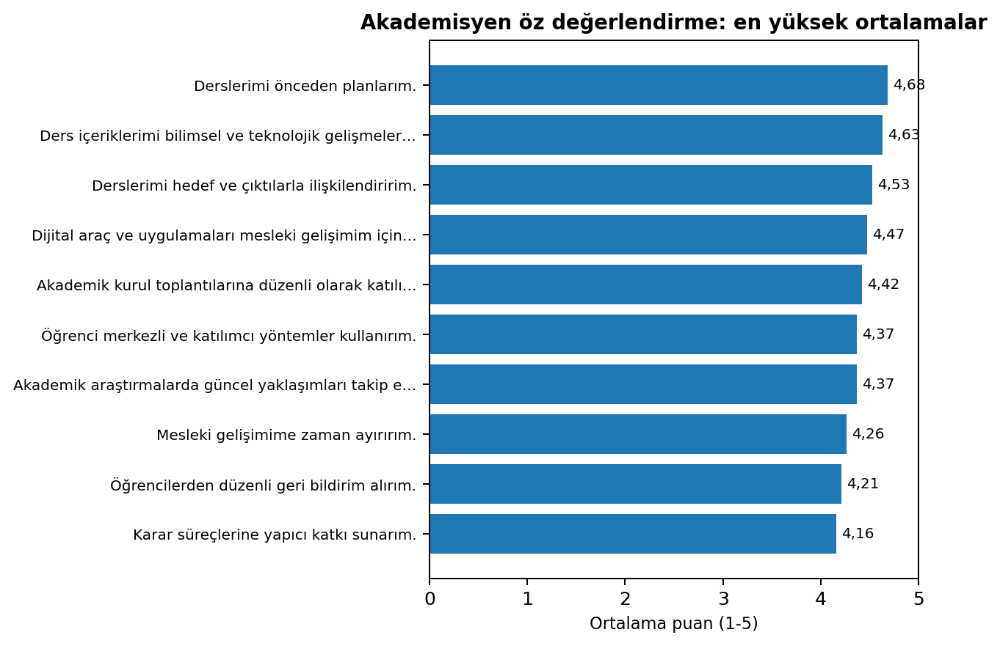 Akademisyen öz değerlendirme: en yüksek ortalamalar
Derslerimi önceden planlarım. 4,68
Ders içeriklerimi bilimsel ve teknolojik gelişmeler… 4,63
Derslerimi hedef ve çıktılarla ilişkilendiririm. 4,53
Dijital araç ve uygulamaları mesleki gelişimim için… 4,47
Akademik kurul toplantılarına düzenli olarak katılı… 4,42
Öğrenci merkezli ve katılımcı yöntemler kullanırım. 4,37
Akademik araştırmalarda güncel yaklaşımları takip e… 4,37
Mesleki gelişimime zaman ayırırım. 4,26
Öğrencilerden düzenli geri bildirim alırım. 4,21
Karar süreçlerine yapıcı katkı sunarım. 4,16
0 1 2 3 4 5
Ortalama puan (1-5)